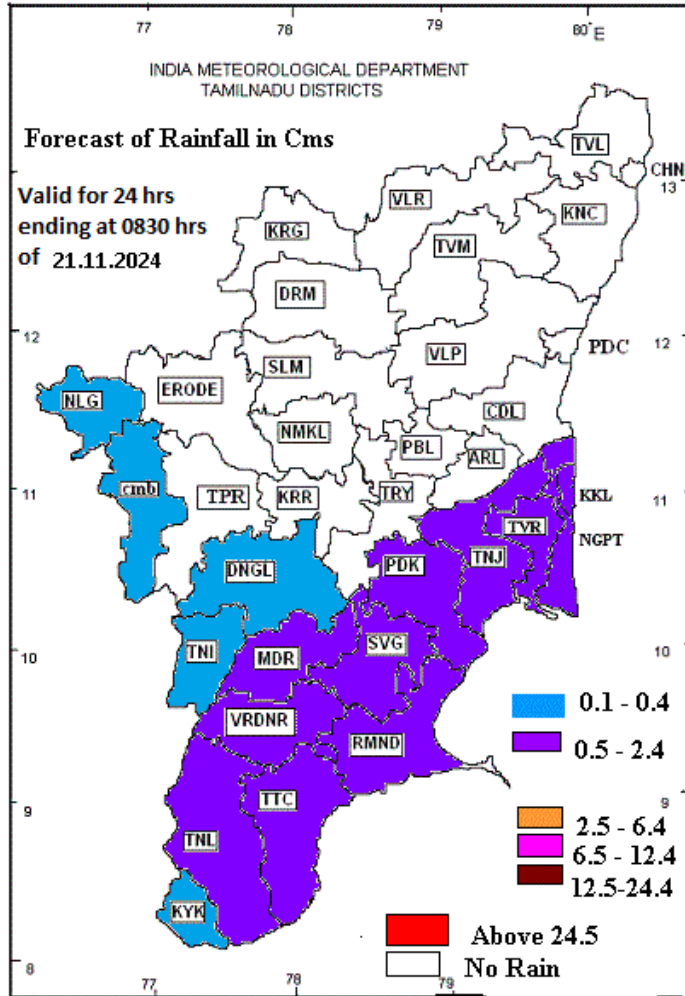 77 78 79 80 E
INDIA METEOROLOGICAL DEPARTMENT
TAMILNADU DISTRICTS
Forecast of Rainfall in Cms
TVL
CHN
13
Valid for 24 hrs
ending at 0830 hrs
of 21.11.2024
VLR
KNC
KRG
TVM
DRM
12
12
PDC
VLP
SLM
ERODE
NLG
CDL
NMKL
PBL
ARL
11
cmb
TPR
KRR
TRY
KKL
11
TVR
NGPT
DNGL
PDK
TNJ
10
TNI
MDR
SVG
10
0.1 - 0.4
VRDNR
RMND
0.5 - 2.4
9
TTC
9
2.5 - 6.4
TNL
6.5 - 12.4
12.5-24.4
KYK
Above 24.5
8
No Rain
77 78 79